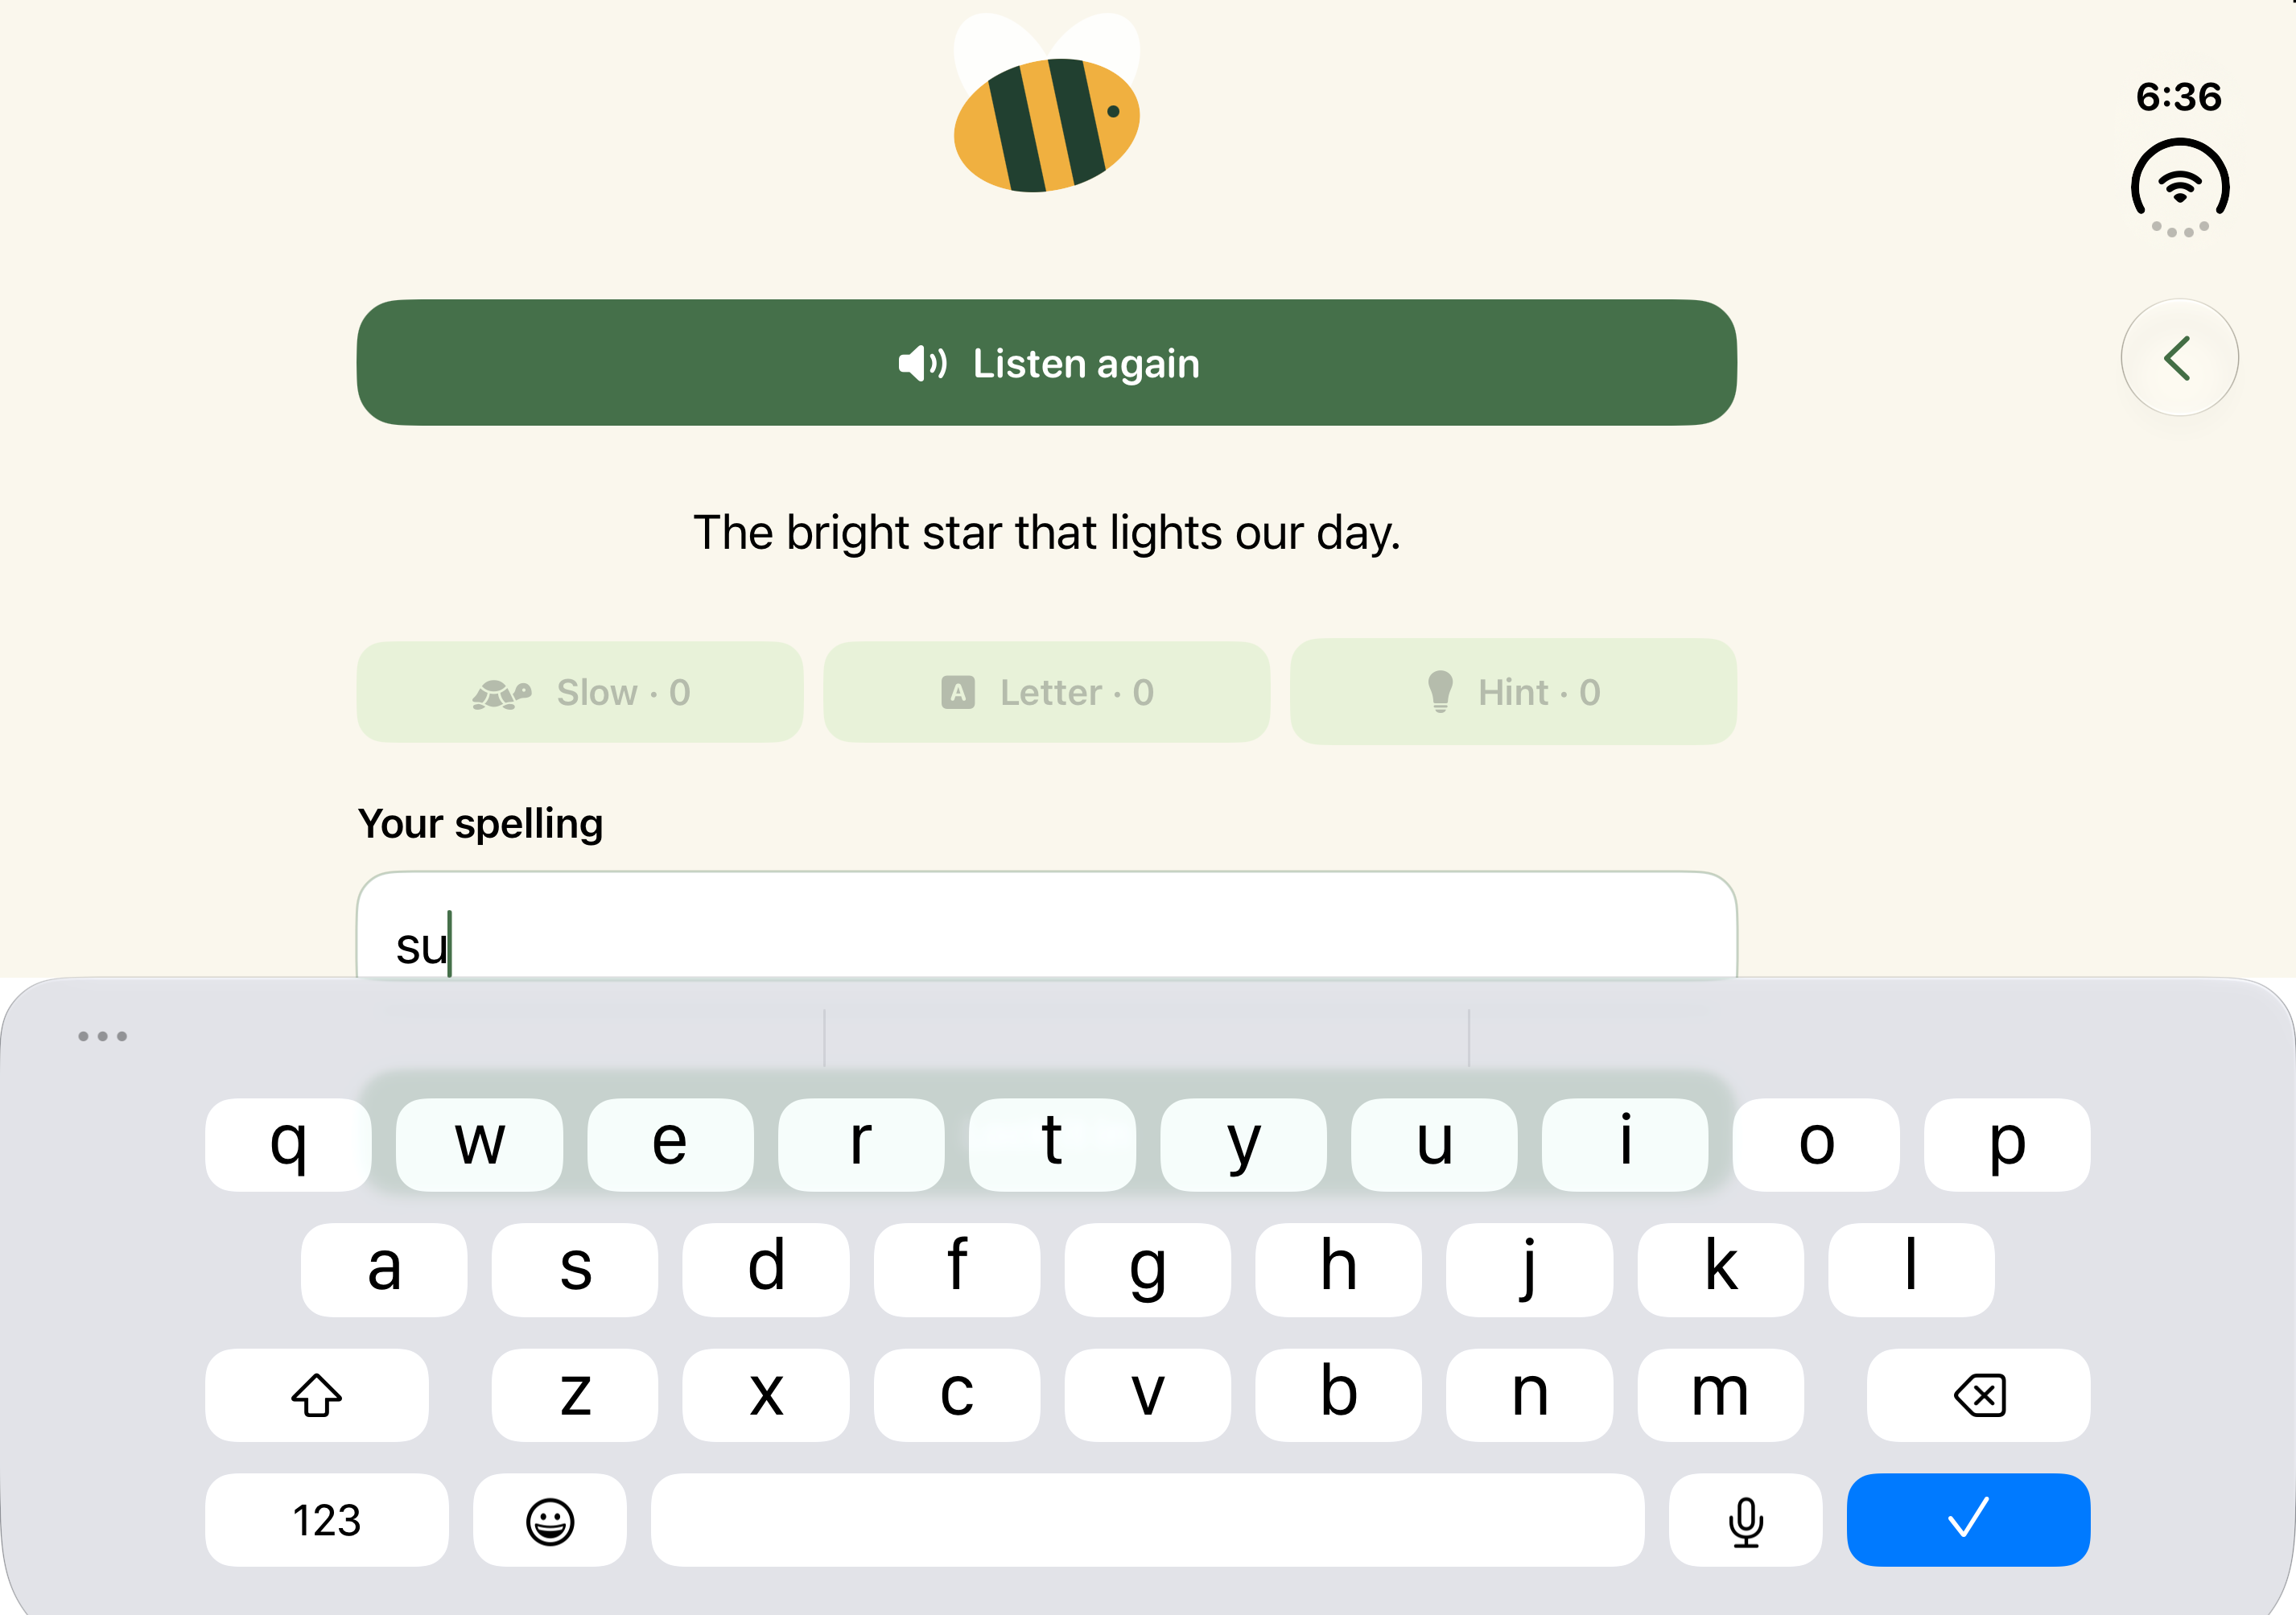 6:36
Listen again
The bright star that lights our day.
Slow · 0
A Letter · 0
Hint · 0
Your spelling
su
q w e r t y u i o p
a s d f g h j k l
z x c v b n m
123